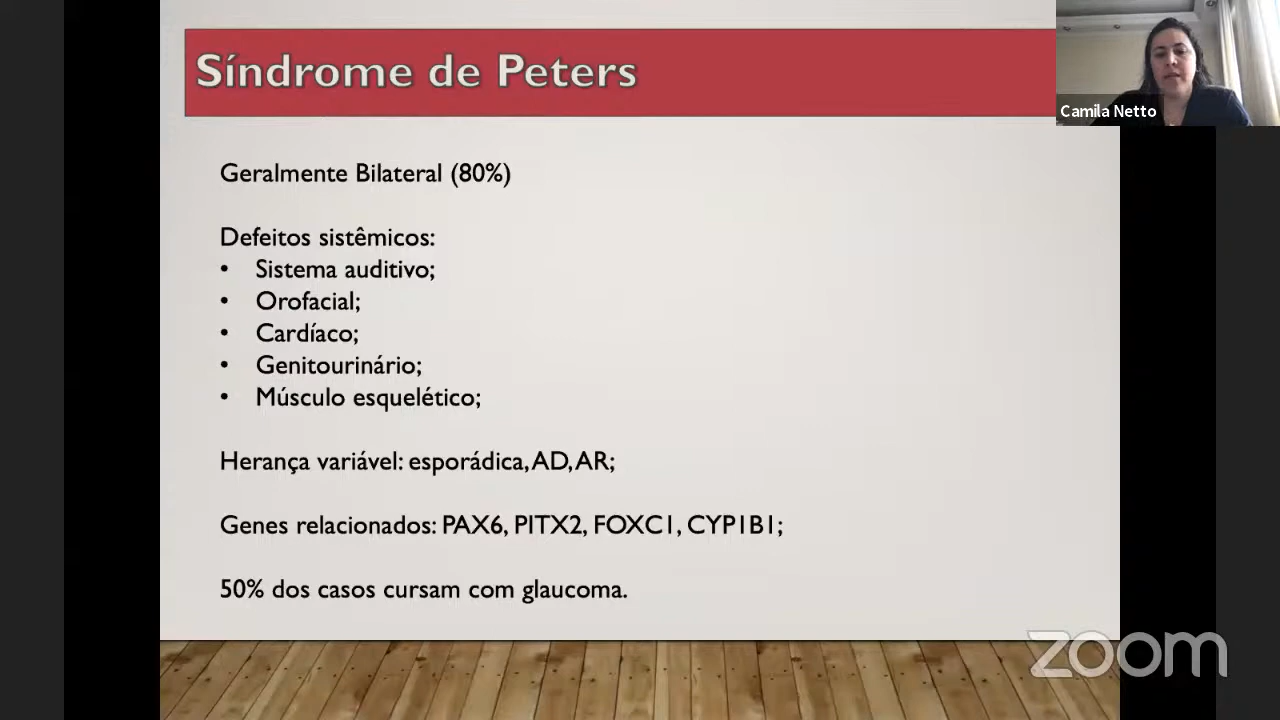 Síndrome de Peters
Camila Netto
Geralmente Bilateral (80%)
Defeitos sistêmicos:
• Sistema auditivo;
• Orofacial;
• Cardíaco;
• Genitourinário;
• Músculo esquelético;
Herança variável: esporádica, AD, AR;
Genes relacionados: PAX6, PITX2, FOXC1, CYP1B1;
50% dos casos cursam com glaucoma.
zoom